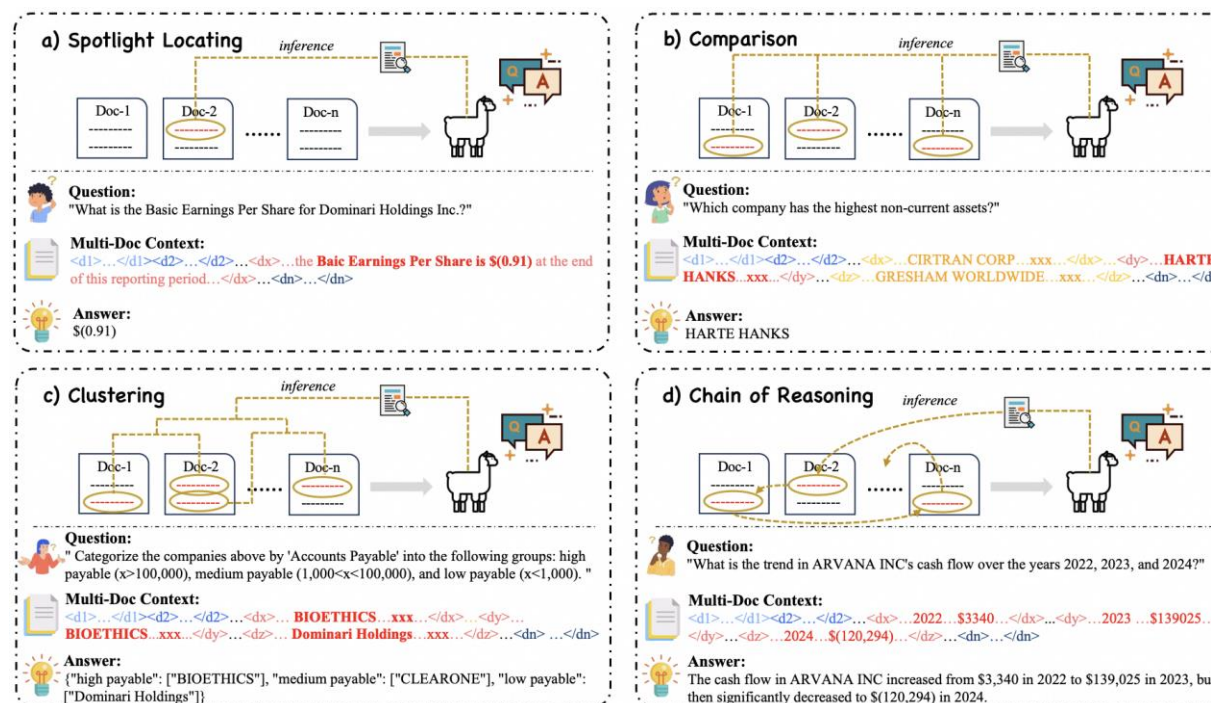 a) Spotlight Locating
inference
Doc-1
Doc-2
Doc-n
......
Q
A
Question:
"What is the Basic Earnings Per Share for Dominari Holdings Inc.?"
Multi-Doc Context:
<d1>…</d1><d2>…</d2>…<dx>…the Baic Earnings Per Share is $(0.91) at the end
of this reporting period…</dx>…<dn>…</dn>
Answer:
$(0.91)
b) Comparison
inference
Doc-1
Doc-2
Doc-n
......
Q
A
Question:
"Which company has the highest non-current assets?"
Multi-Doc Context:
<d1>…</d1><d2>…</d2>…<dx>…CIRTRAN CORP…xxx…</dx>…<dy>…HARTE
HANKS…xxx…</dy>…<dz>…GRESHAM WORLDWIDE…xxx…</dz>…<dn>…</d
Answer:
HARTE HANKS
c) Clustering
inference
Doc-1
Doc-2
Doc-n
......
Q
A
Question:
" Categorize the companies above by 'Accounts Payable' into the following groups: high
payable (x>100,000), medium payable (1,000<x<100,000), and low payable (x<1,000). "
Multi-Doc Context:
<d1>…</d1><d2>…</d2>…<dx>… BIOETHICS…xxx…</dx>…<dy>…
BIOETHICS…xxx…</dy>…<dz>… Dominari Holdings…xxx…</dz>…<dn> …</dn>
Answer:
{"high payable": ["BIOETHICS"], "medium payable": ["CLEARONE"], "low payable":
["Dominari Holdings"]}
d) Chain of Reasoning
inference
Doc-1
Doc-2
Doc-n
......
Q
A
Question:
"What is the trend in ARVANA INC's cash flow over the years 2022, 2023, and 2024?"
Multi-Doc Context:
<d1>…</d1><d2>…</d2>…<dx>…2022…$3340…</dx>…<dy>…2023 …$139025…
</dy>…<dz>…2024…$(120,294)…</dz>…<dn>…</dn>
Answer:
The cash flow in ARVANA INC increased from $3,340 in 2022 to $139,025 in 2023, bu
then significantly decreased to $(120,294) in 2024.